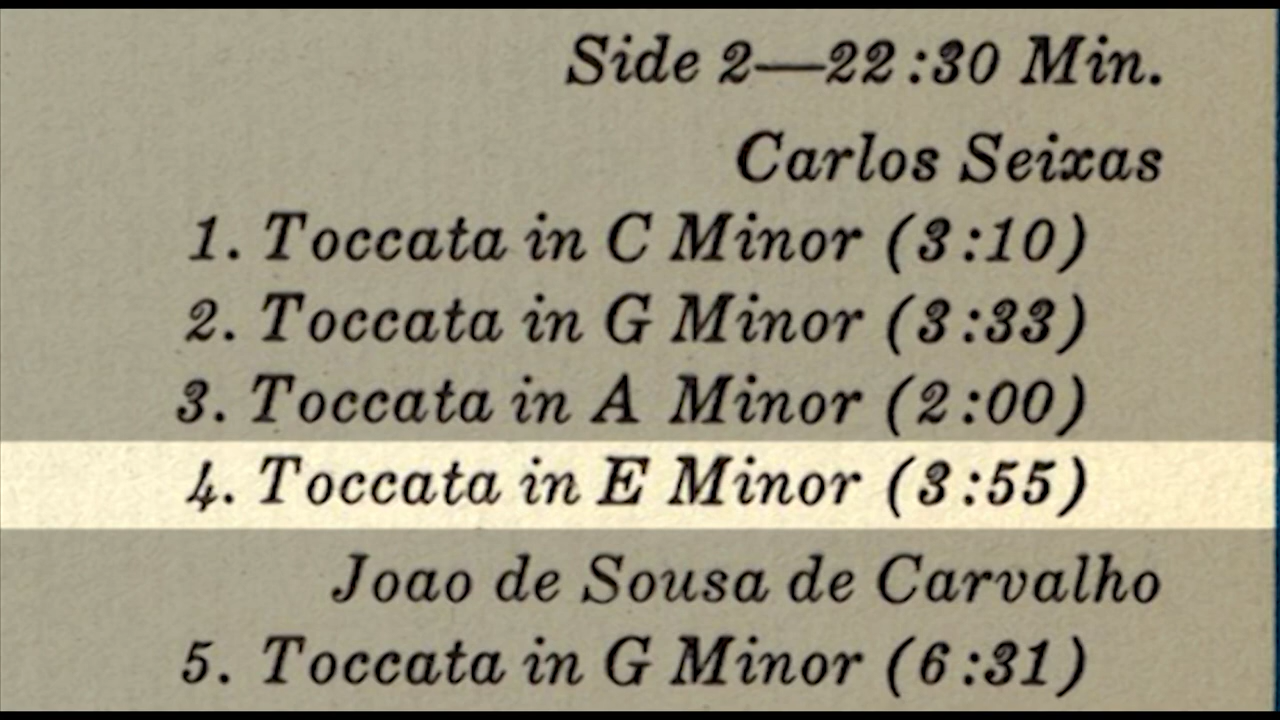 Side 2—22:30 Min.
Carlos Seixas
1. Toccata in C Minor (3:10)
2. Toccata in G Minor (3:33)
3. Toccata in A Minor (2:00)
4. Toccata in E Minor (3:55)
Joao de Sousa de Carvalho
5. Toccata in G Minor (6:31)